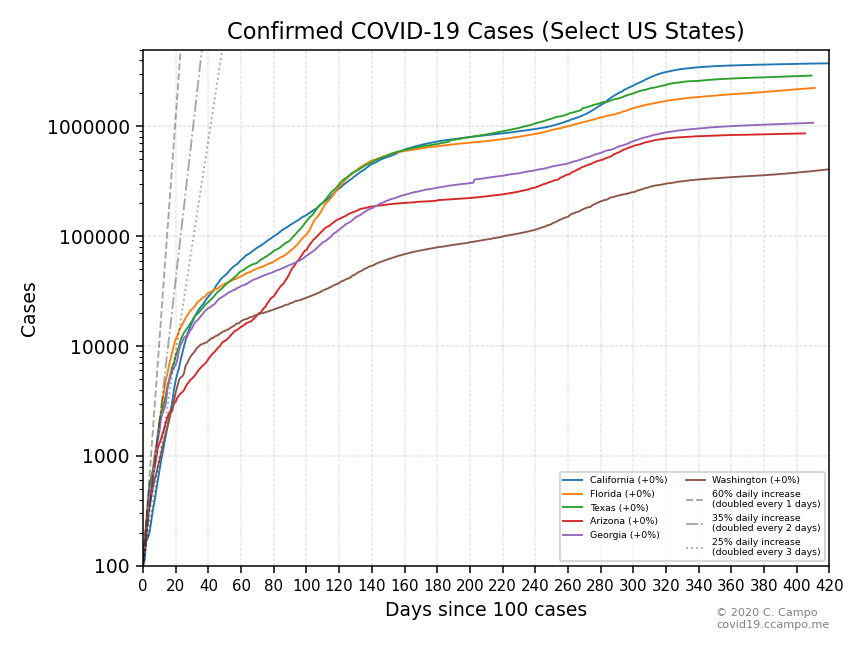 Confirmed COVID-19 Cases (Select US States)
Cases
1000000
100000
10000
1000
100
0 20 40 60 80 100 120 140 160 180 200 220 240 260 280 300 320 340 360 380 400 420
Days since 100 cases
California (+0%)
Florida (+0%)
Texas (+0%)
Arizona (+0%)
Georgia (+0%)
Washington (+0%)
60% daily increase
(doubled every 1 days)
35% daily increase
(doubled every 2 days)
25% daily increase
(doubled every 3 days)
© 2020 C. Campo
covid19.ccampo.me